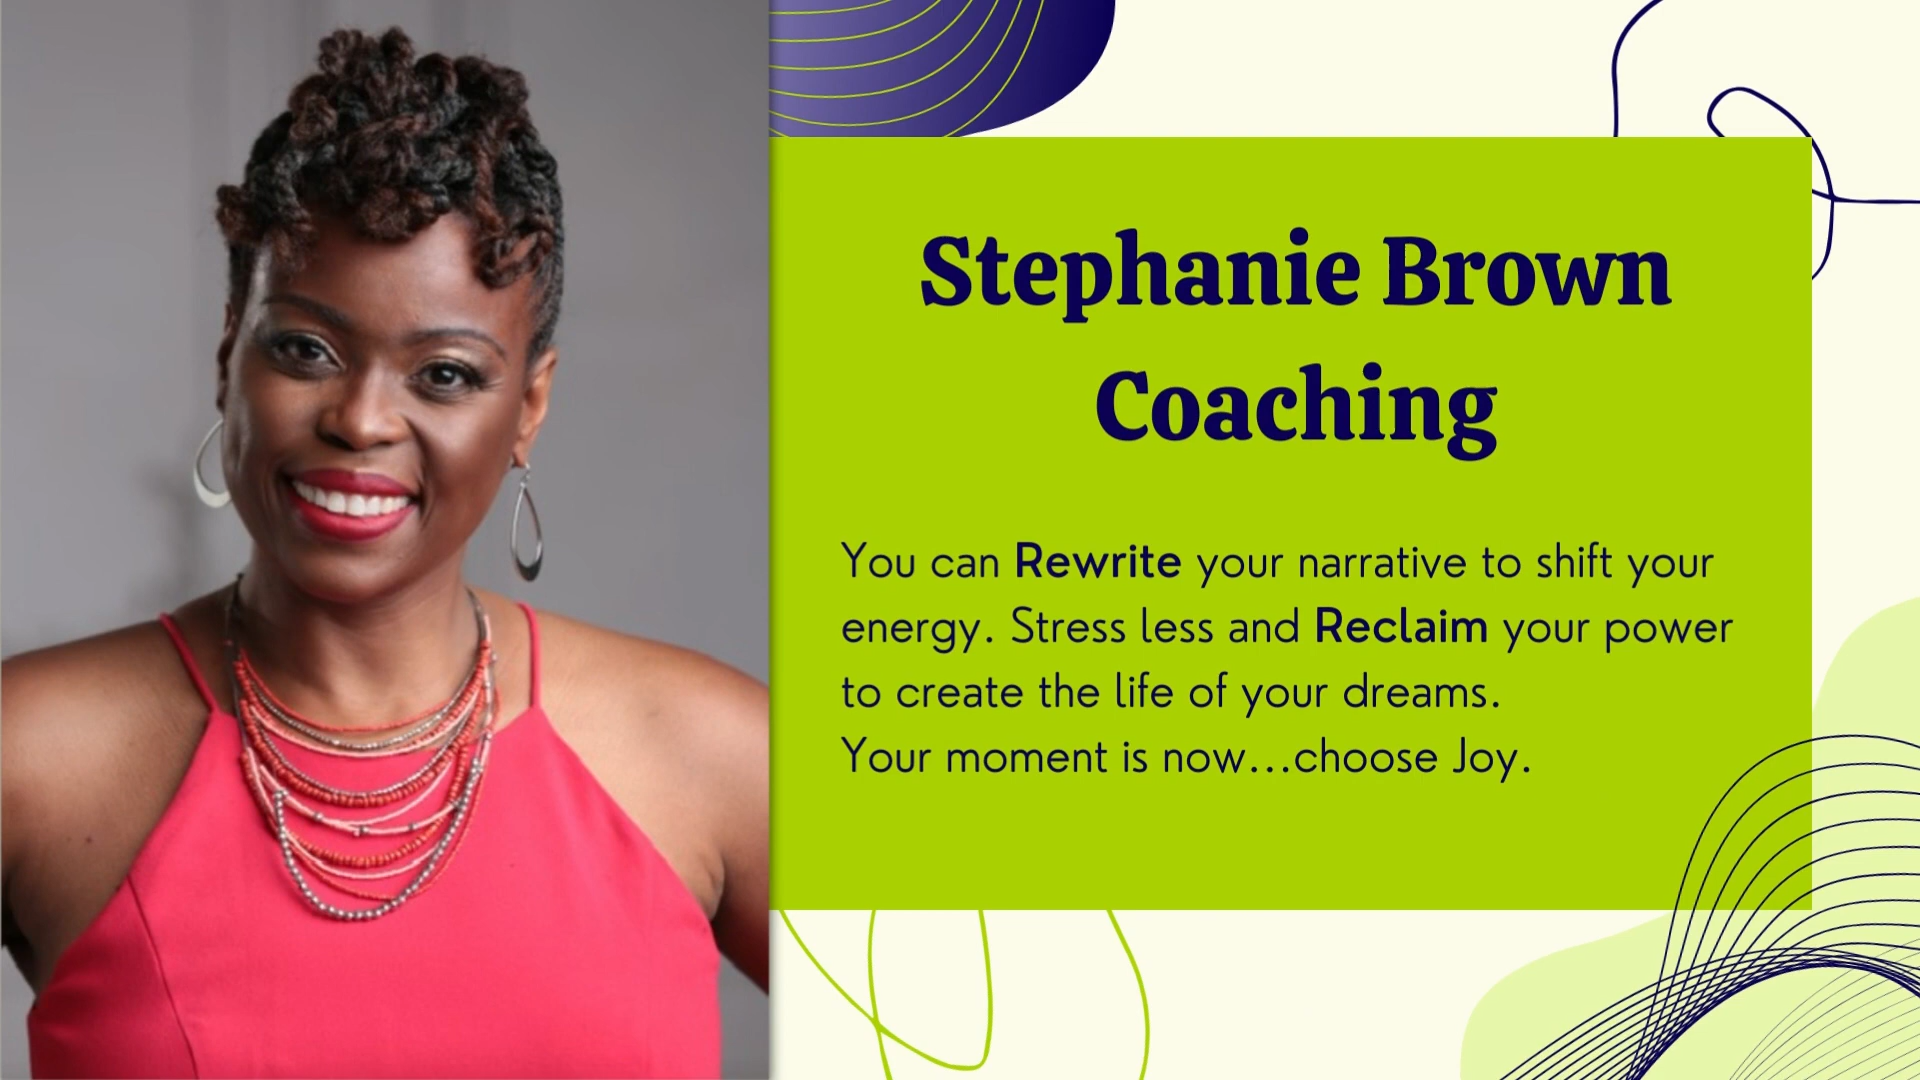 Stephanie Brown
Coaching
You can Rewrite your narrative to shift your
energy. Stress less and Reclaim your power
to create the life of your dreams.
Your moment is now...choose Joy.